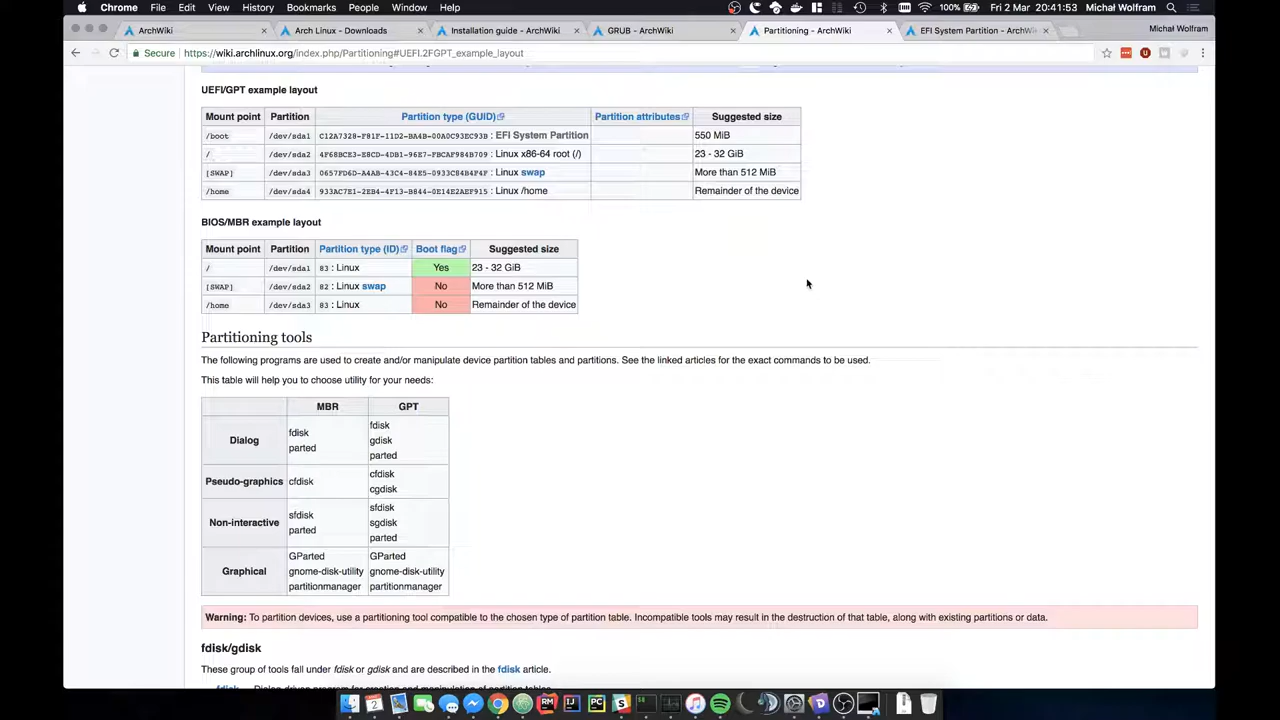 Chrome File Edit View History Bookmarks People Window Help 100% Fri 2 Mar 20:41:53 Michał Wolfram
ArchWiki
Arch Linux - Downloads
Installation guide - ArchWiki
GRUB - ArchWiki
Partitioning - ArchWiki
EFI System Partition - ArchWiki
Michał Wolfram
Secure https://wiki.archlinux.org/index.php/Partitioning#UEFI.2FGPT_example_layout
UEFI/GPT example layout
Mount point Partition Partition type (GUID) Partition attributes Suggested size
/boot /dev/sda1 C12A7328-F81F-11D2-BA4B-00A0C93EC93B : EFI System Partition 550 MiB
/ /dev/sda2 4F68BCE3-E8CD-4DB1-96E7-FBCAF984B709 : Linux x86-64 root (/) 23 - 32 GiB
[SWAP] /dev/sda3 0657FD6D-A4AB-43C4-84E5-0933C84B4F4F : Linux swap More than 512 MiB
/home /dev/sda4 933AC7E1-2EB4-4F13-B844-0E14E2AEF915 : Linux /home Remainder of the device
BIOS/MBR example layout
Mount point Partition Partition type (ID) Boot flag Suggested size
/ /dev/sda1 83 : Linux Yes 23 - 32 GiB
[SWAP] /dev/sda2 82 : Linux swap No More than 512 MiB
/home /dev/sda3 83 : Linux No Remainder of the device
Partitioning tools
The following programs are used to create and/or manipulate device partition tables and partitions. See the linked articles for the exact commands to be used.
This table will help you to choose utility for your needs:
MBR GPT
Dialog
fdisk
parted
fdisk
gdisk
parted
Pseudo-graphics
cfdisk
cfdisk
cgdisk
Non-interactive
sfdisk
parted
sfdisk
sgdisk
parted
Graphical
GParted
gnome-disk-utility
partitionmanager
GParted
gnome-disk-utility
partitionmanager
Warning: To partition devices, use a partitioning tool compatible to the chosen type of partition table. Incompatible tools may result in the destruction of that table, along with existing partitions or data.
fdisk/gdisk
These group of tools fall under fdisk or gdisk and are described in the fdisk article.